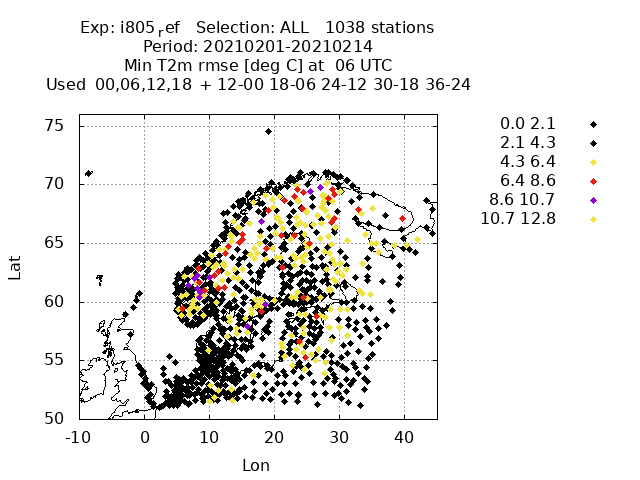 Exp: i805ref   Selection: ALL   1038 stations
Period: 20210201-20210214
Min T2m rmse [deg C] at  06 UTC
Used  00,06,12,18  + 12-00 18-06 24-12 30-18 36-24
0.0 2.1
2.1 4.3
4.3 6.4
6.4 8.6
8.6 10.7
10.7 12.8
75
70
65
60
55
50
Lat
-10 0 10 20 30 40
Lon